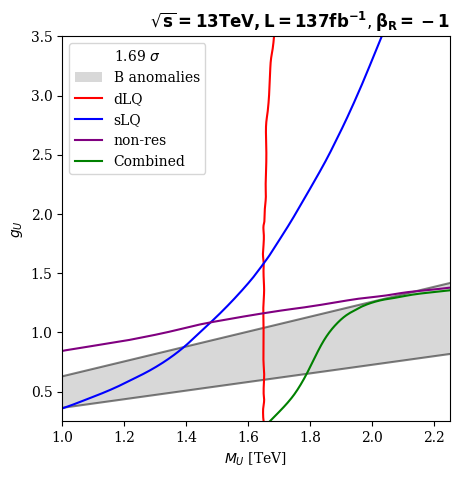 √s = 13TeV, L = 137fb⁻¹, β_R = −1
1.69 σ
B anomalies
dLQ
sLQ
non-res
Combined
3.5
3.0
2.5
2.0
1.5
1.0
0.5
g_U
1.0 1.2 1.4 1.6 1.8 2.0 2.2
M_U [TeV]